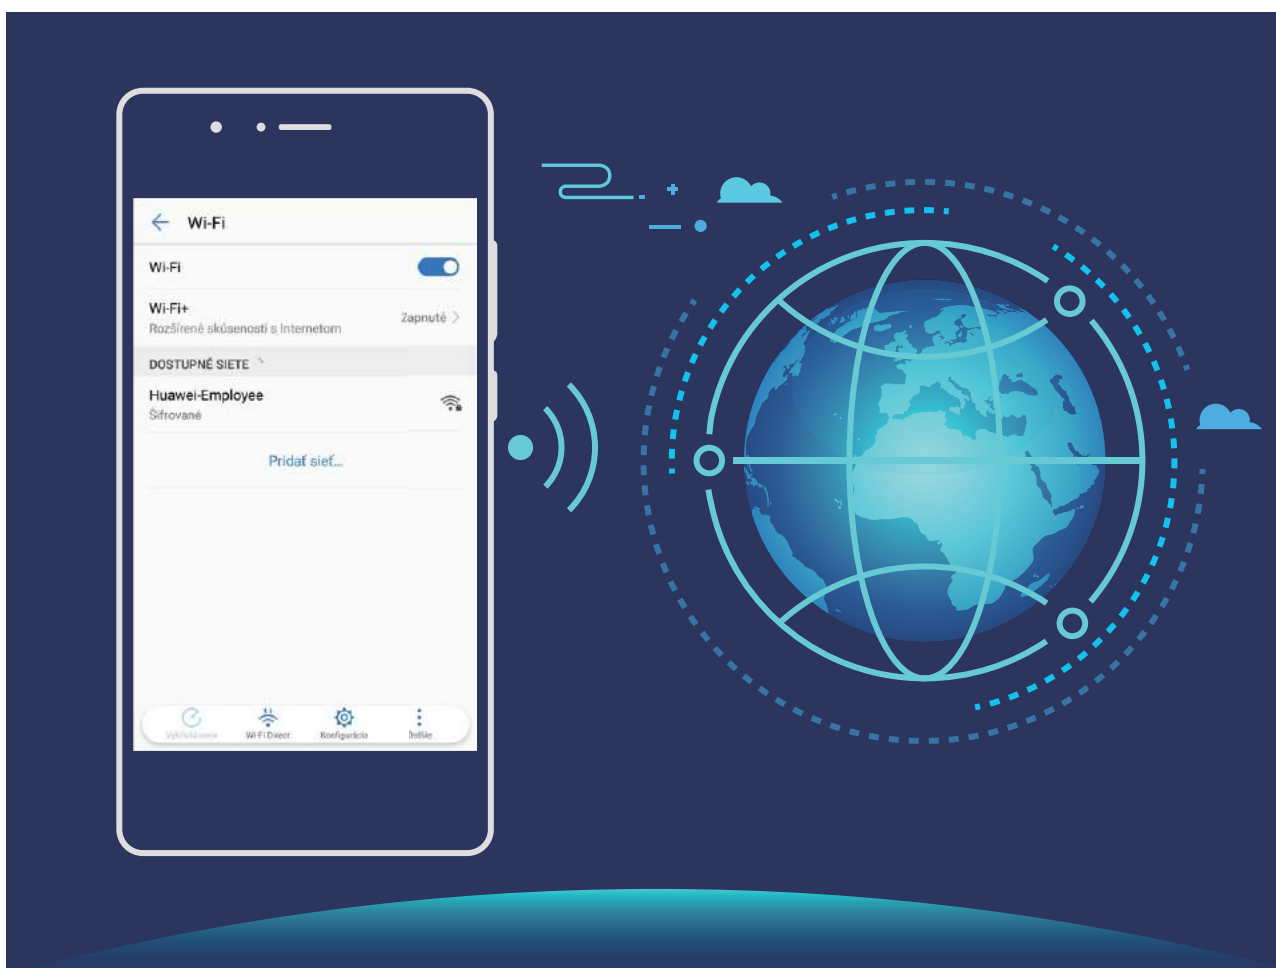 Wi-Fi
Wi-Fi
Wi-Fi+
Rozšírené skúsenosti s Internetom
Zapnuté
DOSTUPNÉ SIETE
Huawei-Employee
Šifrované
Pridať sieť...
Vyhľadávanie Wi-Fi Direct Konfigurácia Ďalšie